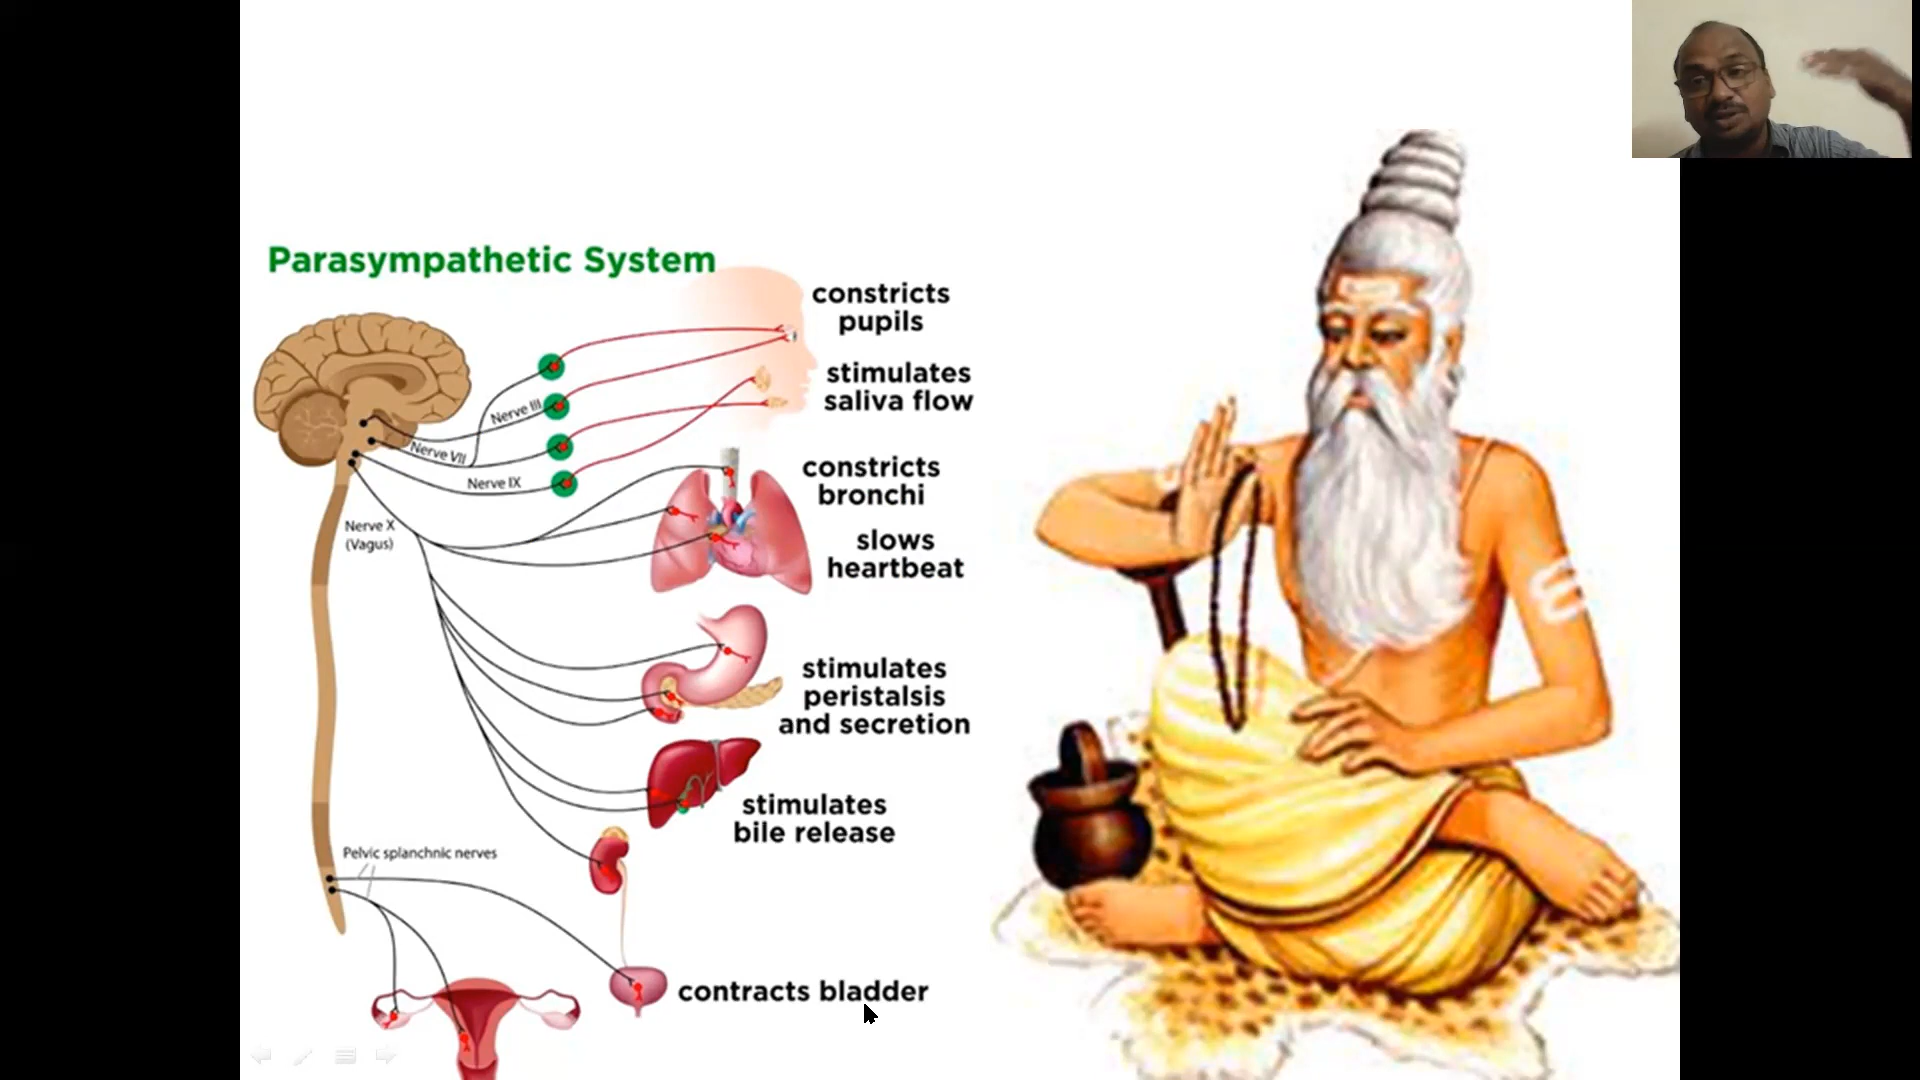 Parasympathetic System
constricts
pupils
stimulates
saliva flow
Nerve III
Nerve VII
Nerve IX
constricts
bronchi
Nerve X
(Vagus)
slows
heartbeat
stimulates
peristalsis
and secretion
stimulates
bile release
Pelvic splanchnic nerves
contracts bladder